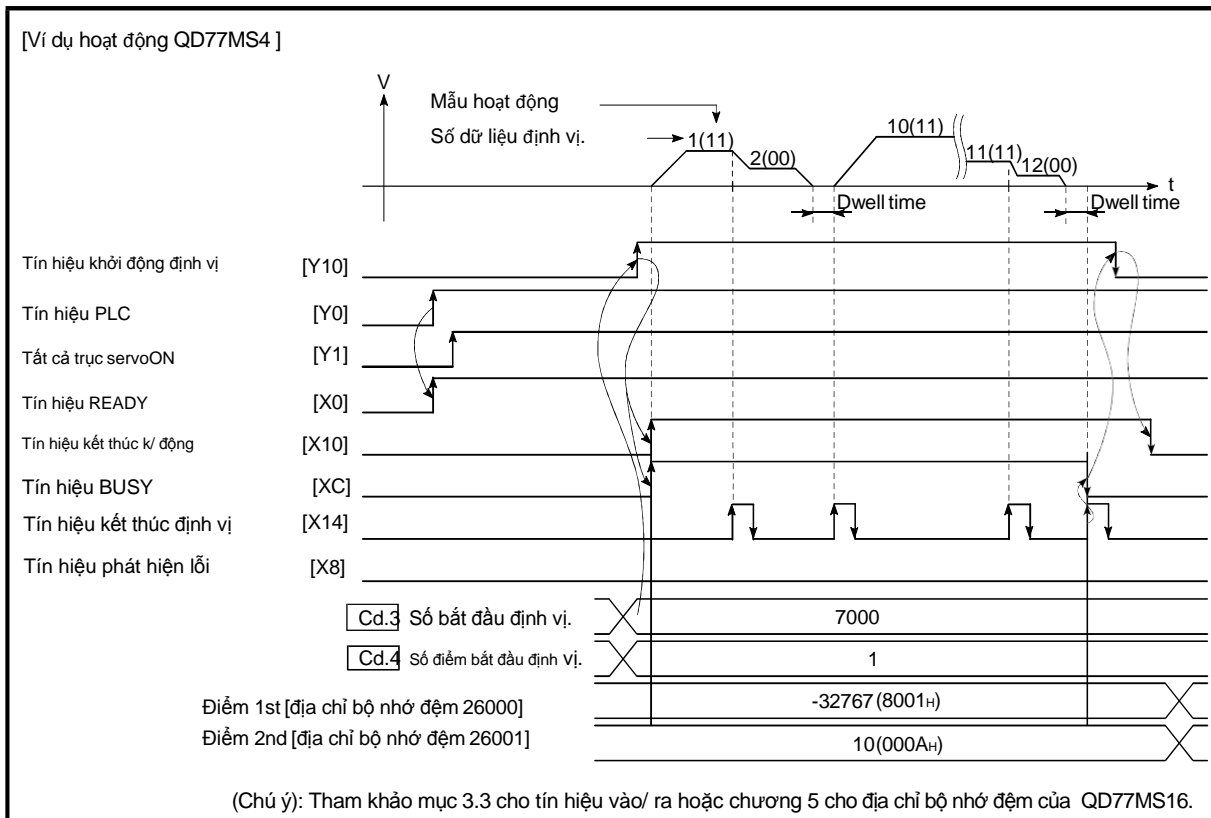 [Ví dụ hoạt động QD77MS4 ]
V
Mẫu hoạt động
Số dữ liệu định vị.
1(11)
2(00)
10(11)
11(11)
12(00)
t
Dwell time
Dwell time
Tín hiệu khởi động định vị [Y10]
Tín hiệu PLC [Y0]
Tất cả trục servoON [Y1]
Tín hiệu READY [X0]
Tín hiệu kết thúc k/ động [X10]
Tín hiệu BUSY [XC]
Tín hiệu kết thúc định vị [X14]
Tín hiệu phát hiện lỗi [X8]
Cd.3 Số bắt đầu định vị. 7000
Cd.4 Số điểm bắt đầu định vị. 1
Điểm 1st [địa chỉ bộ nhớ đệm 26000] -32767 (8001H)
Điểm 2nd [địa chỉ bộ nhớ đệm 26001] 10(000AH)
(Chú ý): Tham khảo mục 3.3 cho tín hiệu vào/ ra hoặc chương 5 cho địa chỉ bộ nhớ đệm của QD77MS16.